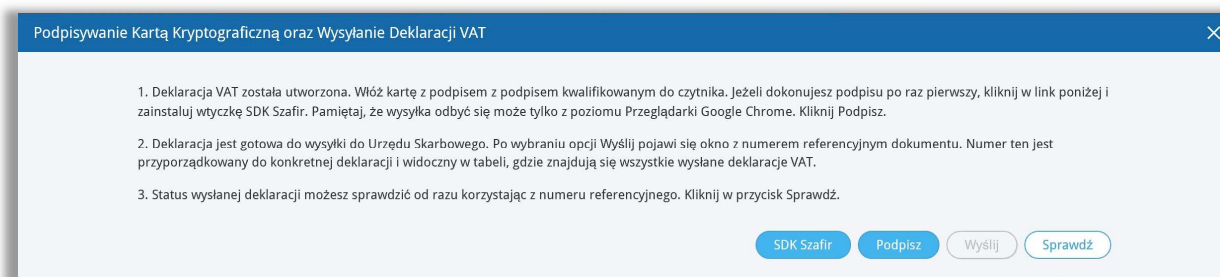 Podpisywanie Kartą Kryptograficzną oraz Wysyłanie Deklaracji VAT
1. Deklaracja VAT została utworzona. Włóż kartę z podpisem z podpisem kwalifikowanym do czytnika. Jeżeli dokonujesz podpisu po raz pierwszy, kliknij w link poniżej i
zainstaluj wtyczkę SDK Szafir. Pamiętaj, że wysyłka odbyć się może tylko z poziomu Przeglądarki Google Chrome. Kliknij Podpisz.
2. Deklaracja jest gotowa do wysyłki do Urzędu Skarbowego. Po wybraniu opcji Wyślij pojawi się okno z numerem referencyjnym dokumentu. Numer ten jest
przyporządkowany do konkretnej deklaracji i widoczny w tabeli, gdzie znajdują się wszystkie wysłane deklaracje VAT.
3. Status wysłanej deklaracji możesz sprawdzić od razu korzystając z numeru referencyjnego. Kliknij w przycisk Sprawdź.
SDK Szafir Podpisz Wyślij Sprawdź